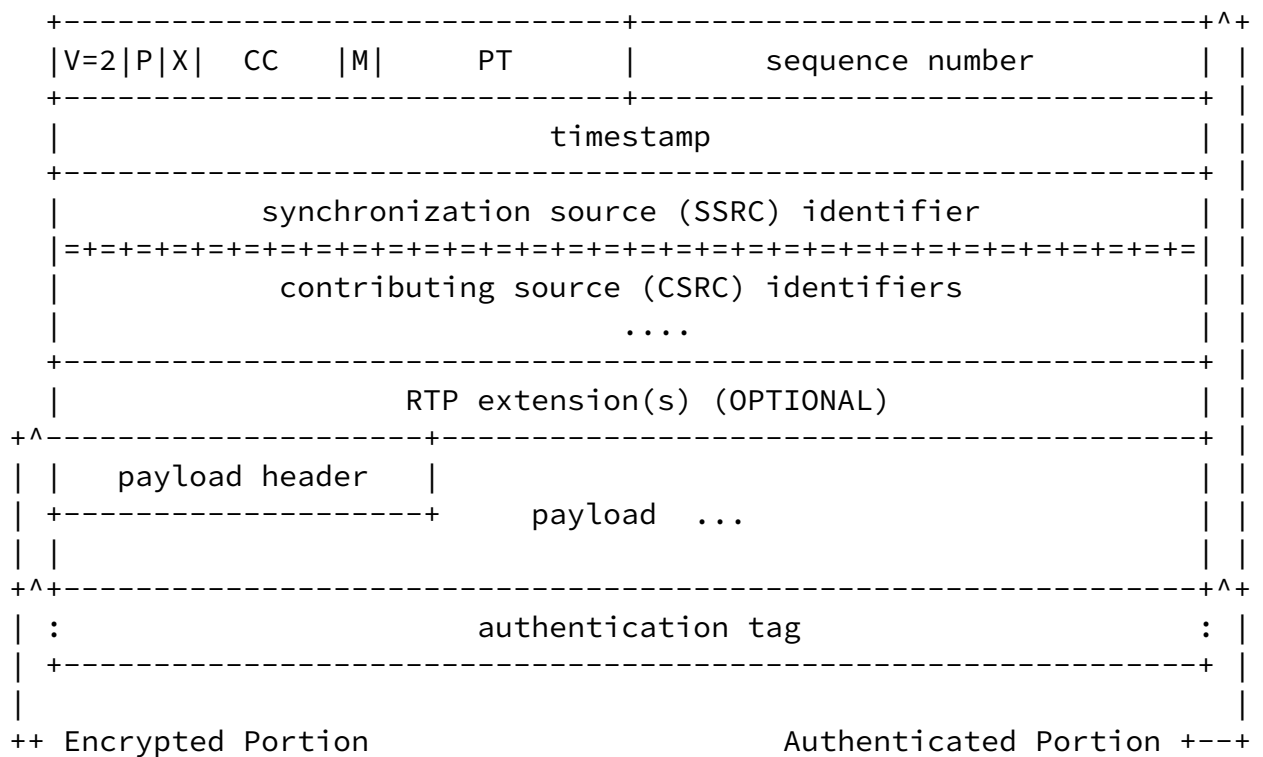 +-------------------------------+-------------------------------+^+
|V=2|P|X|  CC   |M|     PT      |       sequence number         | |
+-------------------------------+-------------------------------+ |
|                           timestamp                           | |
+---------------------------------------------------------------+ |
|           synchronization source (SSRC) identifier            | |
|=+=+=+=+=+=+=+=+=+=+=+=+=+=+=+=+=+=+=+=+=+=+=+=+=+=+=+=+=+=+=+=| |
|            contributing source (CSRC) identifiers             | |
|                               ....                            | |
+---------------------------------------------------------------+ |
|                   RTP extension(s) (OPTIONAL)                 | |
+^---------------------+------------------------------------------+ |
| |   payload header   |                                          | |
| +--------------------+     payload  ...                         | |
| |                                                               | |
+^+---------------------------------------------------------------+^+
| :                       authentication tag                      : |
| +---------------------------------------------------------------+ |
|                                                                   |
++ Encrypted Portion                       Authenticated Portion +--+